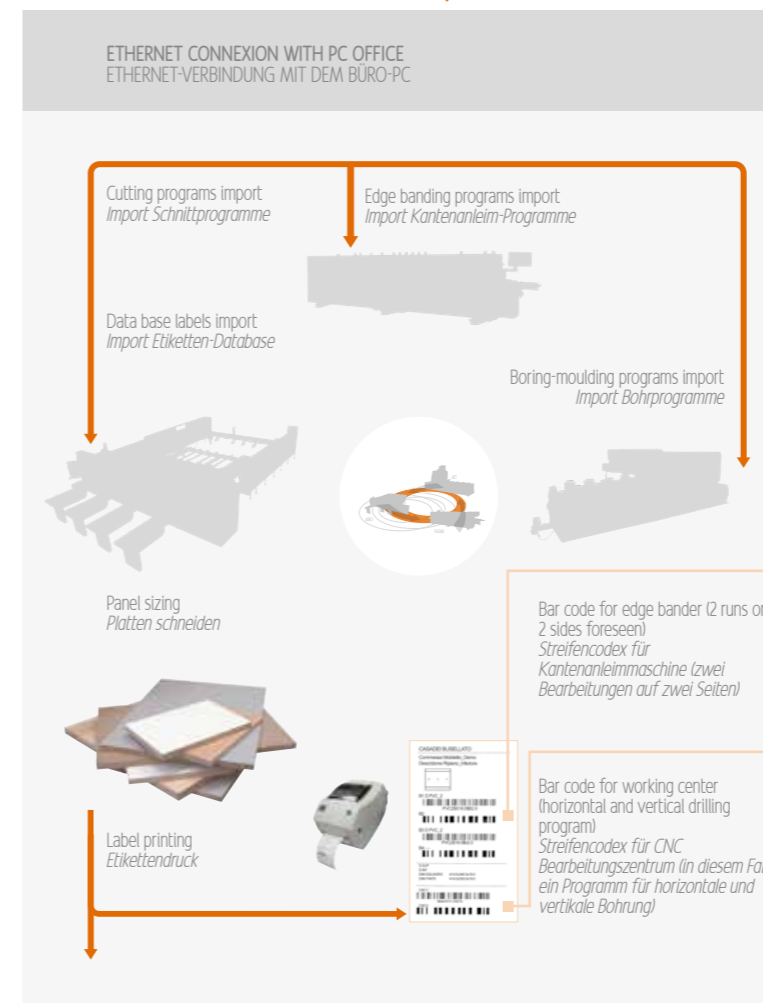 ETHERNET CONNEXION WITH PC OFFICE
ETHERNET-VERBINDUNG MIT DEM BÜRO-PC
Cutting programs import
Import Schnittprogramme
Edge banding programs import
Import Kantenanleim-Programme
Data base labels import
Import Etiketten-Database
Boring-moulding programs import
Import Bohrprogramme
Panel sizing
Platten schneiden
Bar code for edge bander (2 runs on
2 sides foreseen)
Streifencodex für
Kantenanleimmaschine (zwei
Bearbeitungen auf zwei Seiten)
CASADEI BUSELLATO
Bar code for working center
(horizontal and vertical drilling
program)
Streifencodex für CNC
Bearbeitungszentrum (in diesem Fal
ein Programm für horizontale und
vertikale Bohrung)
Label printing
Etikettendruck